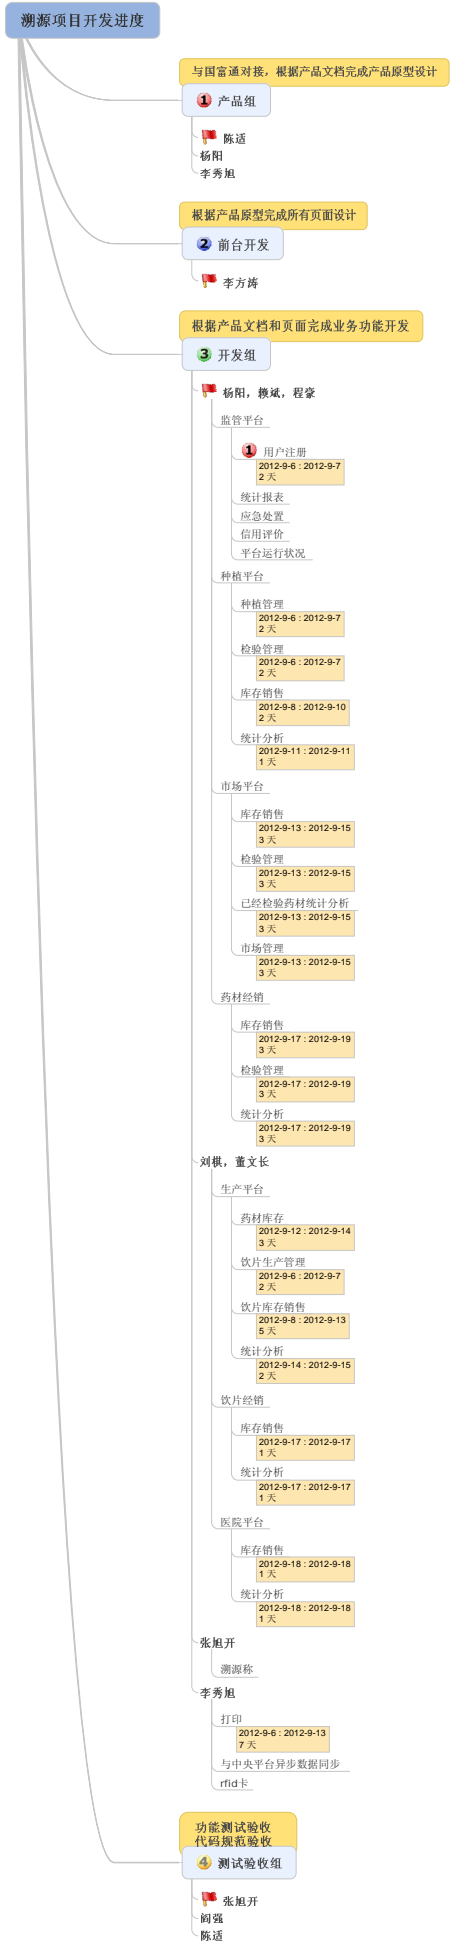 溯源项目开发进度
与国富通对接，根据产品文档完成产品原型设计
1 产品组
陈适
杨阳
李秀旭
根据产品原型完成所有页面设计
2 前台开发
李方涛
根据产品文档和页面完成业务功能开发
3 开发组
杨阳，赖斌，程豪
监管平台
1 用户注册
2012-9-6 : 2012-9-7
2 天
统计报表
应急处置
信用评价
平台运行状况
种植平台
种植管理
2012-9-6 : 2012-9-7
2 天
检验管理
2012-9-6 : 2012-9-7
2 天
库存销售
2012-9-8 : 2012-9-10
2 天
统计分析
2012-9-11 : 2012-9-11
1 天
市场平台
库存销售
2012-9-13 : 2012-9-15
3 天
检验管理
2012-9-13 : 2012-9-15
3 天
已经检验药材统计分析
2012-9-13 : 2012-9-15
3 天
市场管理
2012-9-13 : 2012-9-15
3 天
药材经销
库存销售
2012-9-17 : 2012-9-19
3 天
检验管理
2012-9-17 : 2012-9-19
3 天
统计分析
2012-9-17 : 2012-9-19
3 天
刘棋，董文长
生产平台
药材库存
2012-9-12 : 2012-9-14
3 天
饮片生产管理
2012-9-6 : 2012-9-7
2 天
饮片库存销售
2012-9-8 : 2012-9-13
5 天
统计分析
2012-9-14 : 2012-9-15
2 天
饮片经销
库存销售
2012-9-17 : 2012-9-17
1 天
统计分析
2012-9-17 : 2012-9-17
1 天
医院平台
库存销售
2012-9-18 : 2012-9-18
1 天
统计分析
2012-9-18 : 2012-9-18
1 天
张旭开
溯源称
李秀旭
打印
2012-9-6 : 2012-9-13
7 天
与中央平台异步数据同步
rfid卡
功能测试验收
代码规范验收
4 测试验收组
张旭开
阎强
陈适